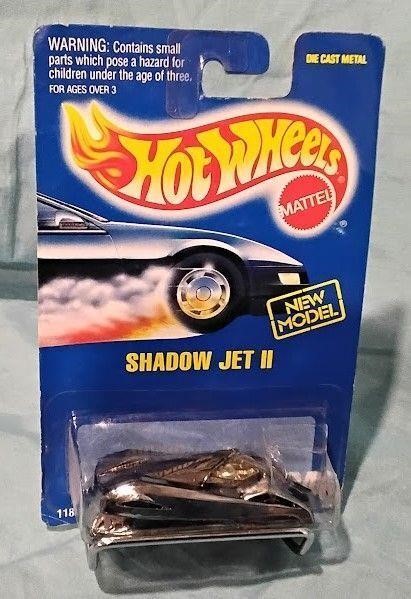 WARNING: Contains small
parts which pose a hazard for
children under the age of three.
FOR AGES OVER 3
DIE CAST METAL
HOT WHEELS
®
MATTEL
NEW
MODEL
SHADOW JET II
118